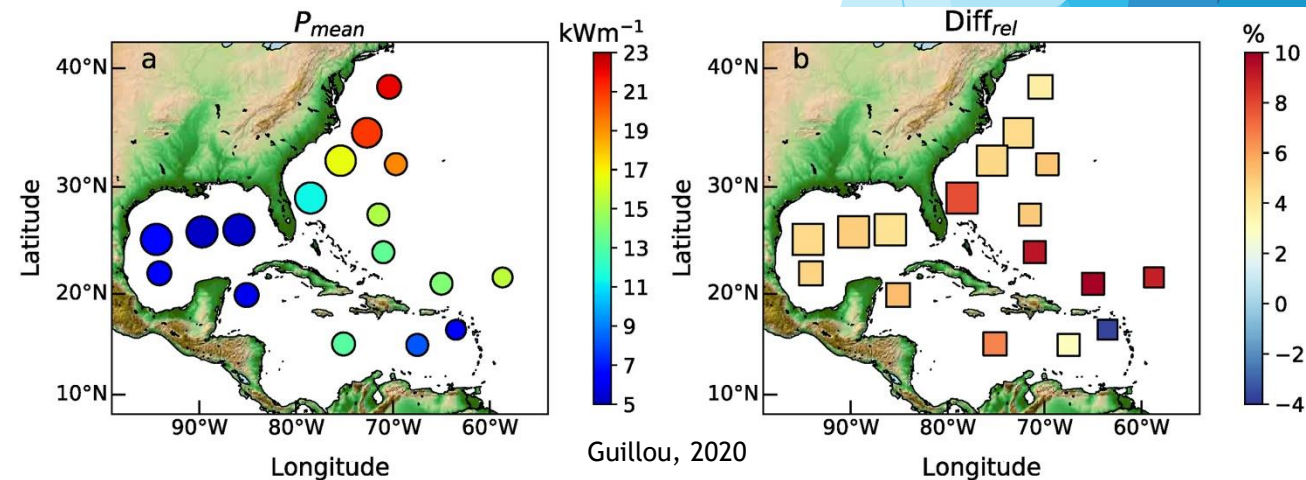 P_mean
kWm⁻¹
a
40°N
30°N
20°N
10°N
Latitude
90°W 80°W 70°W 60°W
Longitude
23
21
19
17
15
13
11
9
7
5
Diff_rel
%
b
40°N
30°N
20°N
10°N
Latitude
90°W 80°W 70°W 60°W
Longitude
10
8
6
4
2
0
−2
−4
Guillou, 2020